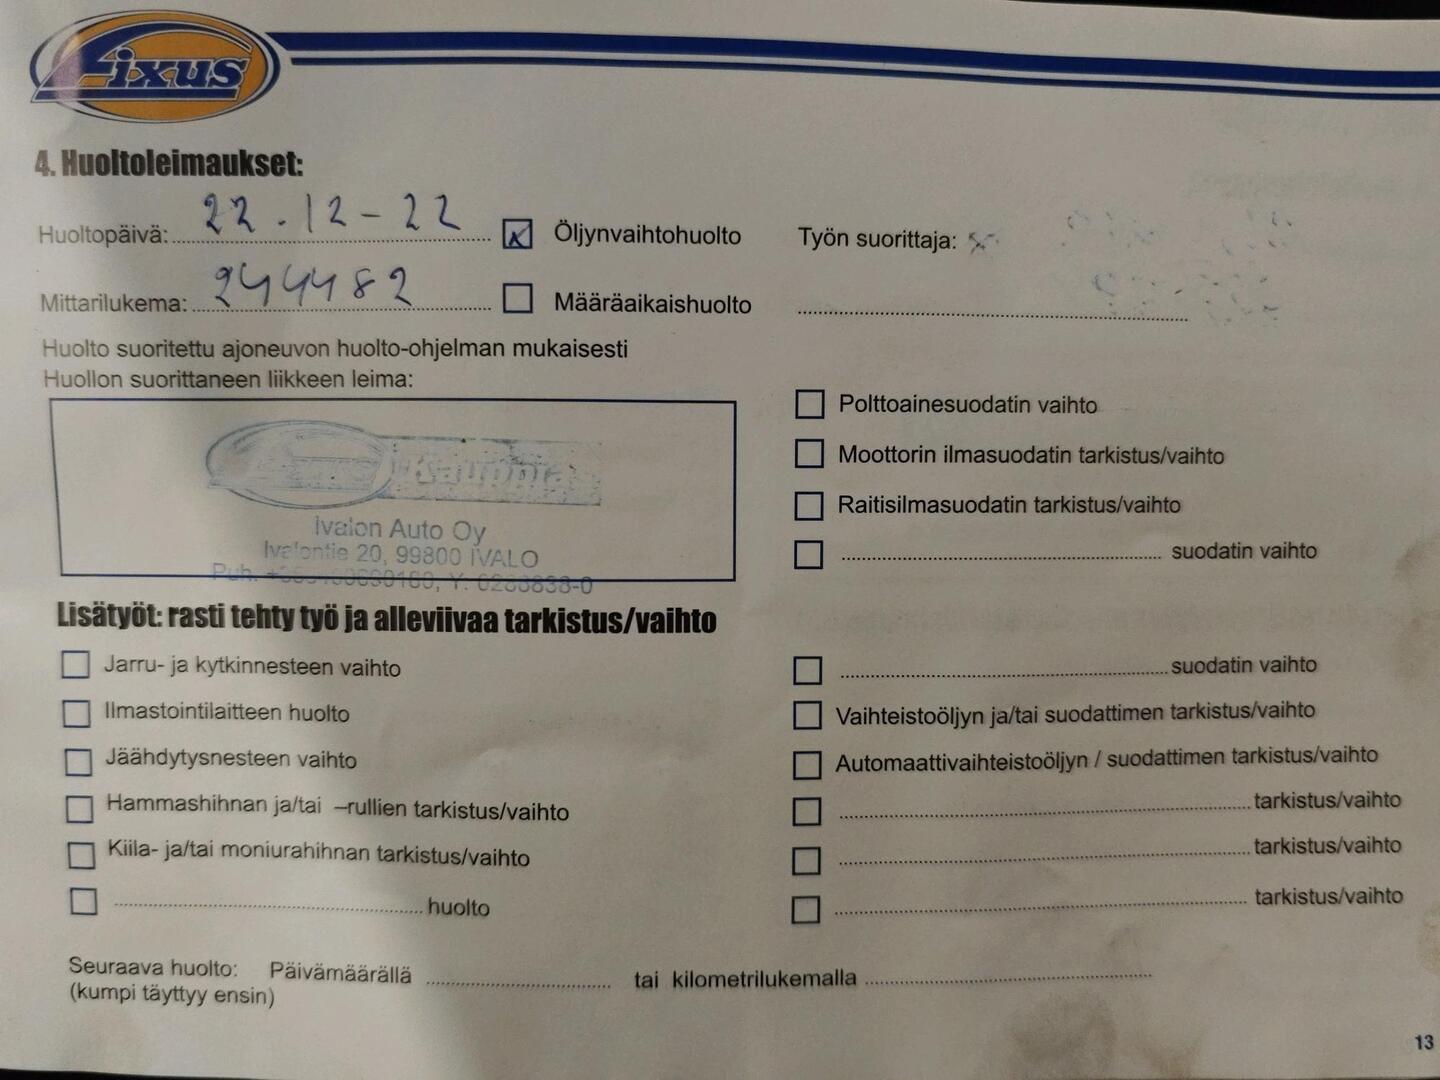 Fixus
4. Huoltoleimaukset:
Huoltopäivä: 22.12-22
Öljynvaihtohuolto
Työn suorittaja:
Mittarilukema: 244482
Määräaikaishuolto
Huolto suoritettu ajoneuvon huolto-ohjelman mukaisesti
Huollon suorittaneen liikkeen leima:
Kauppias
Ivalon Auto Oy
Ivalontie 20, 99800 IVALO
Puh.
Polttoainesuodatin vaihto
Moottorin ilmasuodatin tarkistus/vaihto
Raitisilmasuodatin tarkistus/vaihto
suodatin vaihto
Lisätyöt: rasti tehty työ ja alleviivaa tarkistus/vaihto
Jarru- ja kytkinnesteen vaihto
Ilmastointilaitteen huolto
Jäähdytysnesteen vaihto
Hammashihnan ja/tai –rullien tarkistus/vaihto
Kiila- ja/tai moniurahihnan tarkistus/vaihto
huolto
suodatin vaihto
Vaihteistoöljyn ja/tai suodattimen tarkistus/vaihto
Automaattivaihteistoöljyn / suodattimen tarkistus/vaihto
tarkistus/vaihto
tarkistus/vaihto
tarkistus/vaihto
Seuraava huolto: Päivämäärällä tai kilometrilukemalla
(kumpi täyttyy ensin)
13